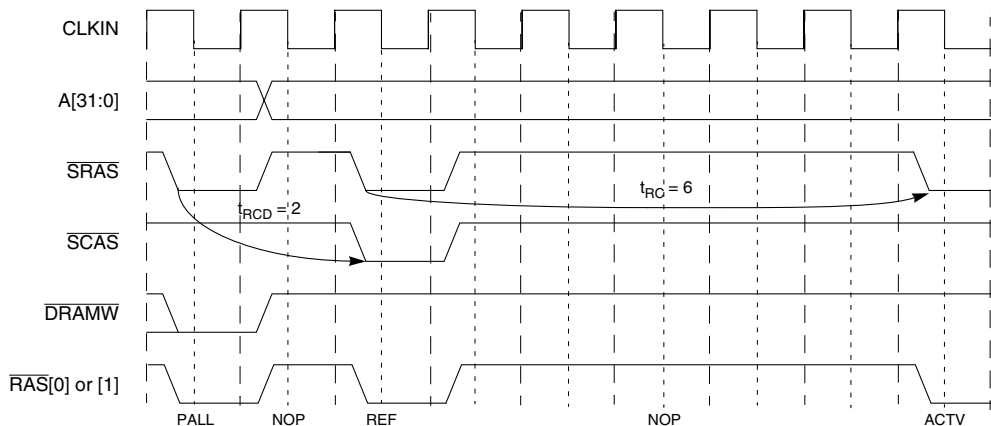 CLKIN
A[31:0]
SRAS
tRC = 6
tRCD = 2
SCAS
DRAMW
RAS[0] or [1]
PALL NOP REF NOP ACTV